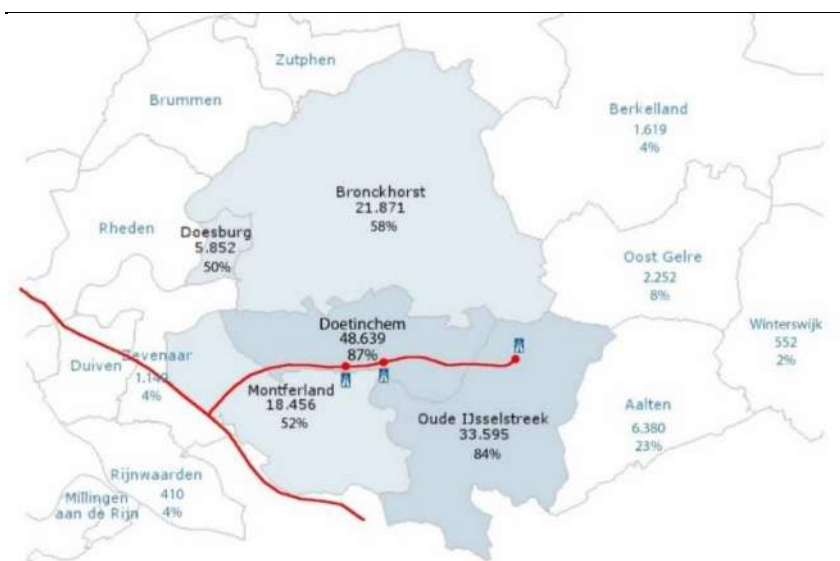 Zutphen
Brummen
Berkelland
1.619
4%
Bronckhorst
21.871
58%
Rheden
Doesburg
5.852
50%
Oost Gelre
2.252
8%
Doetinchem
48.639
87%
Winterswijk
552
2%
Duiven
Zevenaar
1.140
4%
Montferland
18.456
52%
Oude IJsselstreek
33.595
84%
Aalten
6.380
23%
Rijnwaarden
410
4%
Millingen
aan de Rijn